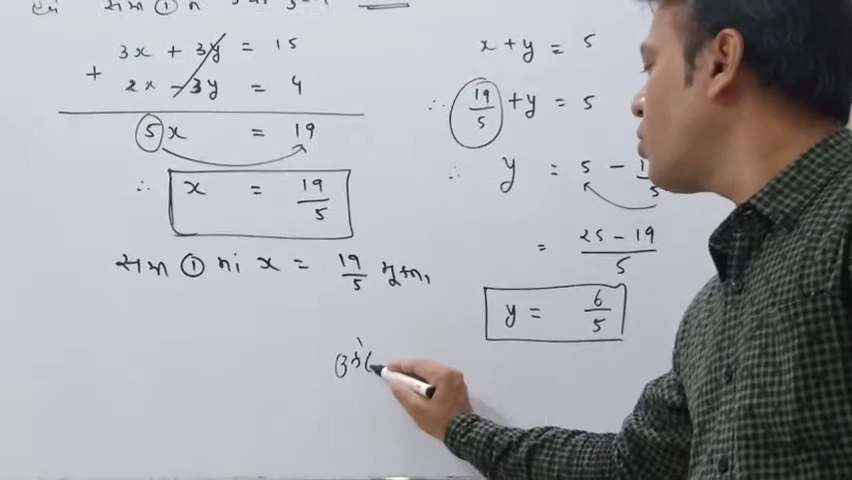 3x + 3y = 15
+ 2x - 3y = 4
5x = 19
∴ x = 19/5
સમી ① ની x = 19/5 મૂકતા,
x + y = 5
∴ 19/5 + y = 5
∴ y = 5 -
= 25 - 19/5
y = 6/5